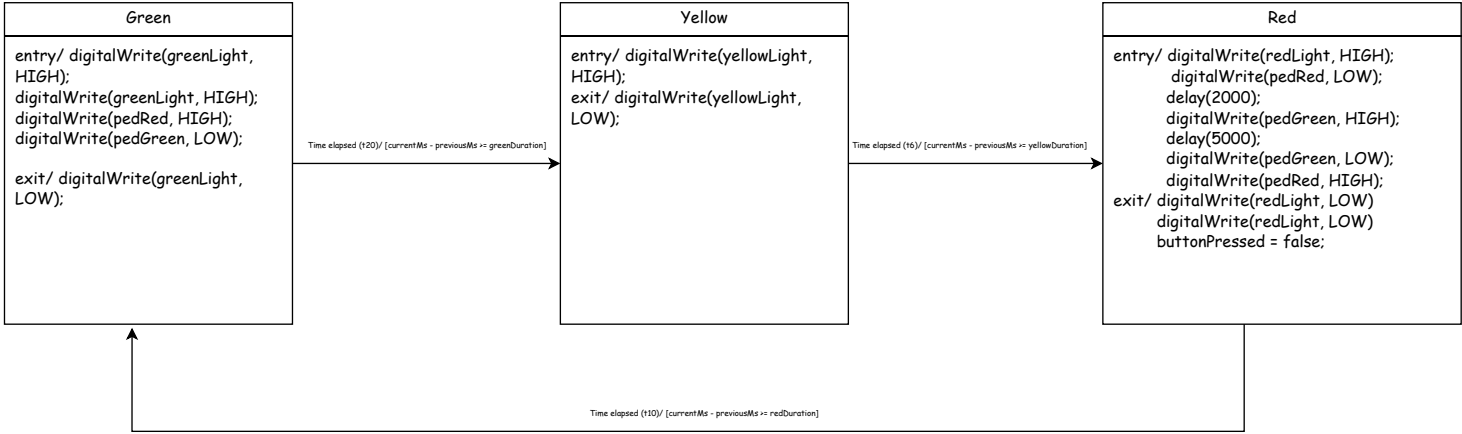 Green
entry/ digitalWrite(greenLight,
HIGH);
digitalWrite(greenLight, HIGH);
digitalWrite(pedRed, HIGH);
digitalWrite(pedGreen, LOW);
exit/ digitalWrite(greenLight,
LOW);
Time elapsed (t20)/ [currentMs - previousMs >= greenDuration]
Yellow
entry/ digitalWrite(yellowLight,
HIGH);
exit/ digitalWrite(yellowLight,
LOW);
Time elapsed (t6)/ [currentMs - previousMs >= yellowDuration]
Red
entry/ digitalWrite(redLight, HIGH);
digitalWrite(pedRed, LOW);
delay(2000);
digitalWrite(pedGreen, HIGH);
delay(5000);
digitalWrite(pedGreen, LOW);
digitalWrite(pedRed, HIGH);
exit/ digitalWrite(redLight, LOW)
digitalWrite(redLight, LOW)
buttonPressed = false;
Time elapsed (t10)/ [currentMs - previousMs >= redDuration]